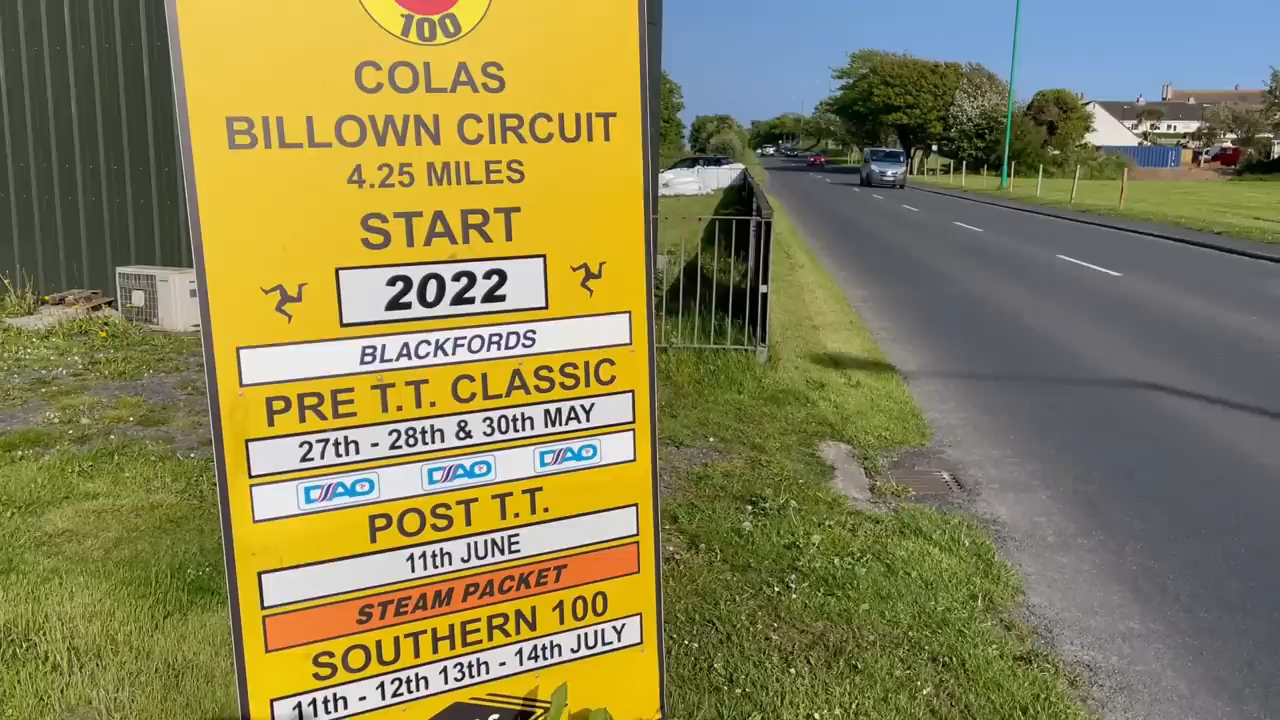 100
COLAS
BILLOWN CIRCUIT
4.25 MILES
START
2022
BLACKFORDS
PRE T.T. CLASSIC
27th - 28th & 30th MAY
DAO DAO DAO
POST T.T.
11th JUNE
STEAM PACKET
SOUTHERN 100
11th - 12th 13th - 14th JULY